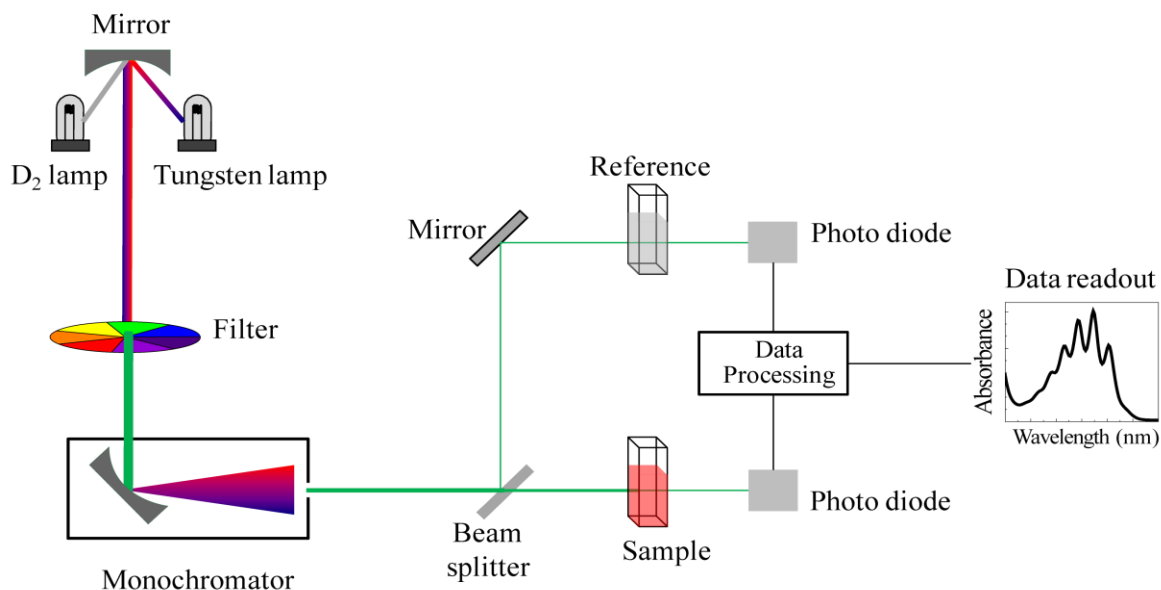 Mirror
D₂ lamp
Tungsten lamp
Filter
Monochromator
Beam
splitter
Mirror
Reference
Photo diode
Data
Processing
Sample
Photo diode
Data readout
Absorbance
Wavelength (nm)